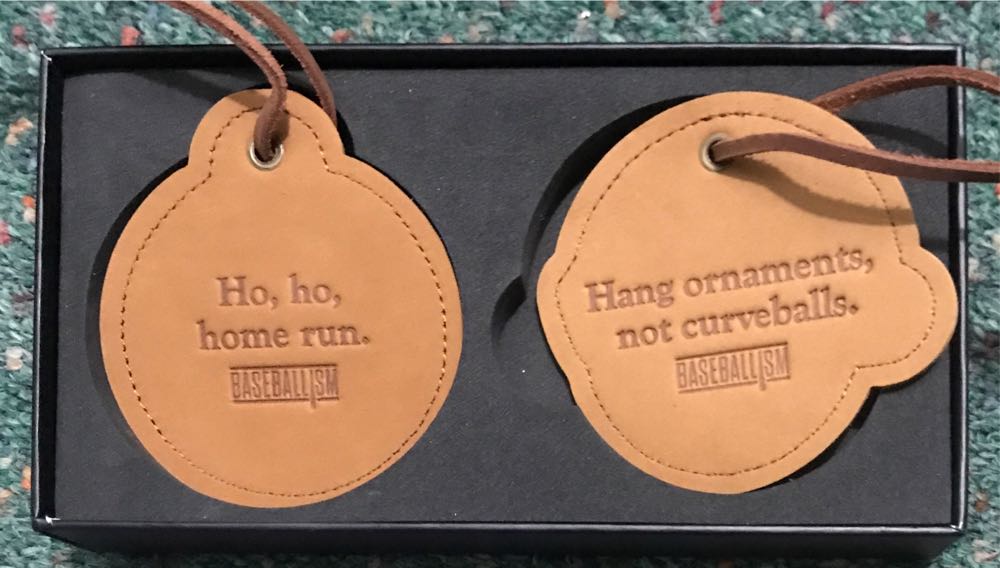 Ho, ho,
home run.
BASEBALLISM
Hang ornaments,
not curveballs.
BASEBALLISM